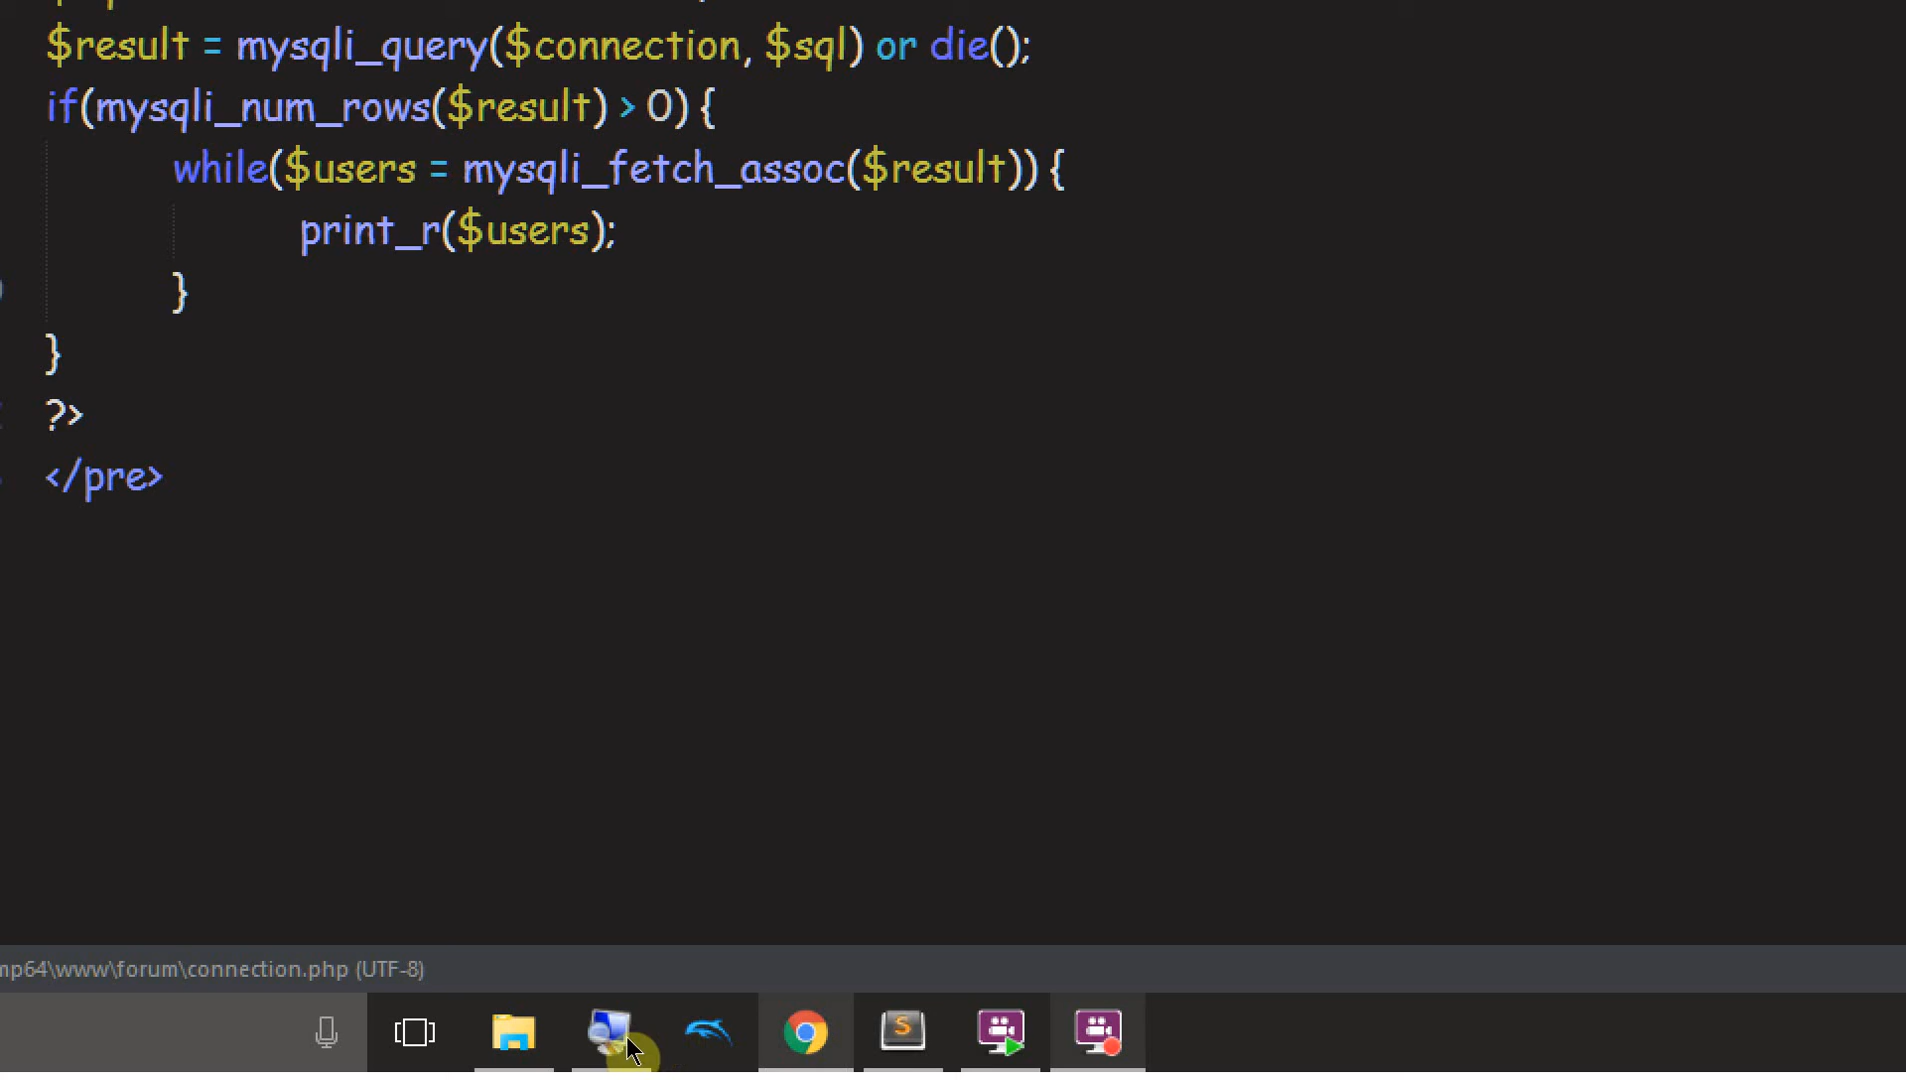 $result = mysqli_query($connection, $sql) or die();
if(mysqli_num_rows($result) > 0) {
while($users = mysqli_fetch_assoc($result)) {
print_r($users);
}
}
?>
</pre>
mp64\www\forum\connection.php (UTF-8)
S